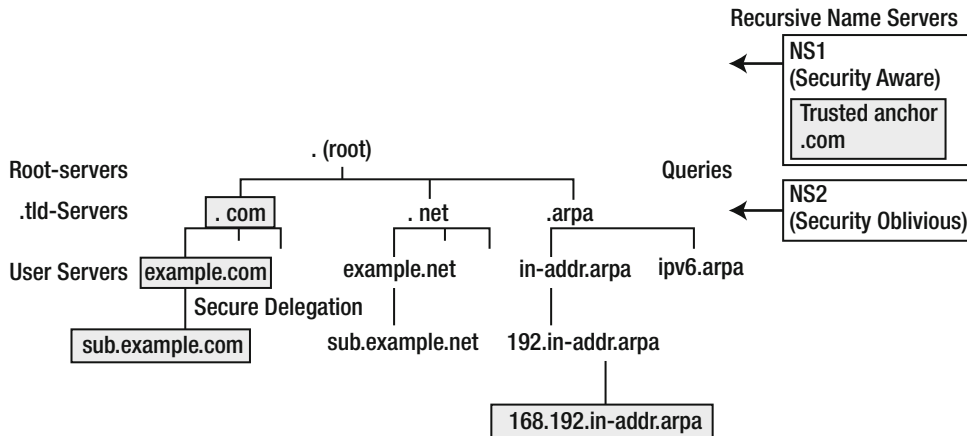 Recursive Name Servers
NS1
(Security Aware)
Trusted anchor
.com
. (root)
Root-servers
Queries
.tld-Servers
. com
. net
.arpa
NS2
(Security Oblivious)
User Servers
example.com
example.net
in-addr.arpa
ipv6.arpa
Secure Delegation
sub.example.com
sub.example.net
192.in-addr.arpa
168.192.in-addr.arpa